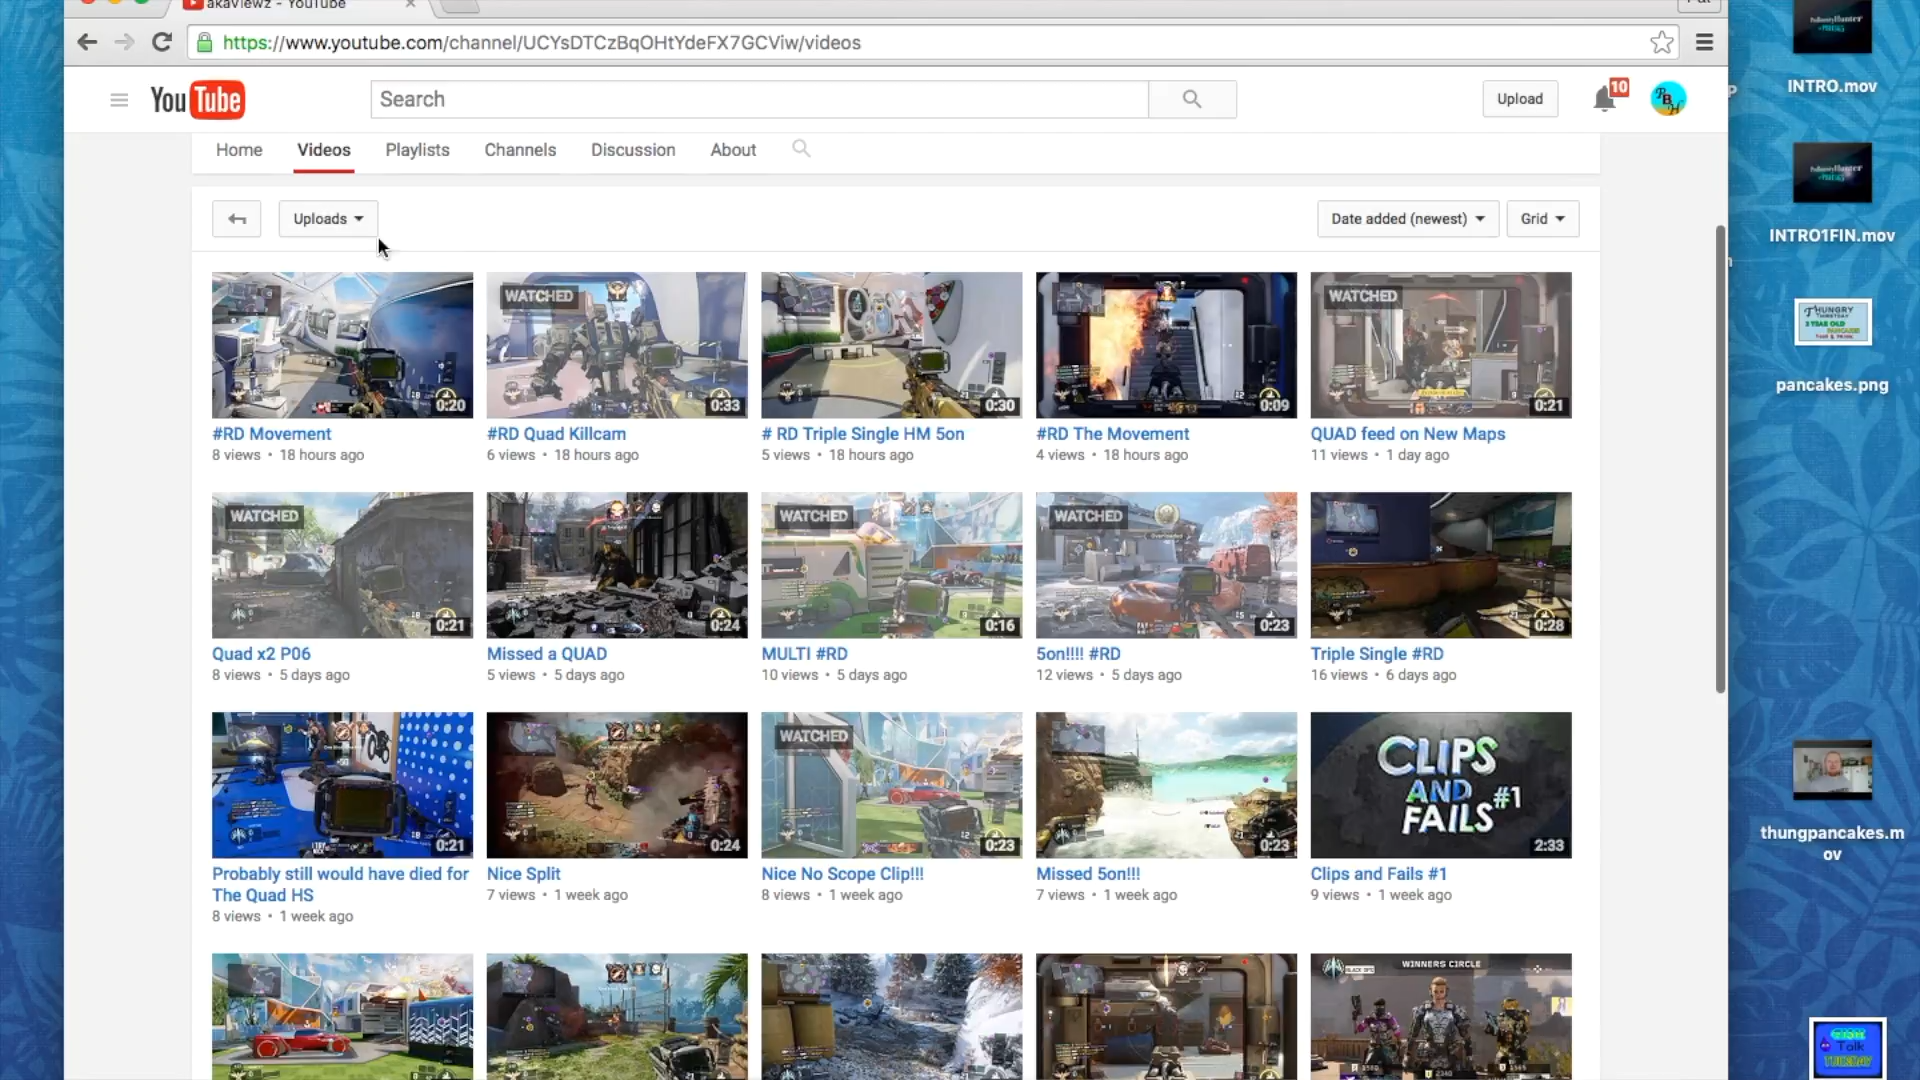 akaViewz - YouTube
https://www.youtube.com/channel/UCYsDTCzBqOHtYdeFX7GCViw/videos
YouTube
Search
Upload
10
Home Videos Playlists Channels Discussion About
Uploads
Date added (newest)
Grid
0:20
WATCHED
0:33
0:30
0:09
WATCHED
0:21
#RD Movement
8 views • 18 hours ago
#RD Quad Killcam
6 views • 18 hours ago
# RD Triple Single HM 5on
5 views • 18 hours ago
#RD The Movement
4 views • 18 hours ago
QUAD feed on New Maps
11 views • 1 day ago
WATCHED
0:21
0:24
WATCHED
0:16
WATCHED
0:23
0:28
Quad x2 P06
8 views • 5 days ago
Missed a QUAD
5 views • 5 days ago
MULTI #RD
10 views • 5 days ago
5on!!!! #RD
12 views • 5 days ago
Triple Single #RD
16 views • 6 days ago
0:21
0:24
WATCHED
0:23
0:23
CLIPS
AND #1
FAILS
2:33
Probably still would have died for
The Quad HS
8 views • 1 week ago
Nice Split
7 views • 1 week ago
Nice No Scope Clip!!!
8 views • 1 week ago
Missed 5on!!!
7 views • 1 week ago
Clips and Fails #1
9 views • 1 week ago
WINNERS CIRCLE
INTRO.mov
INTRO1FIN.mov
THUNGRY
pancakes.png
thungpancakes.m
ov
Talk
TUESDAY